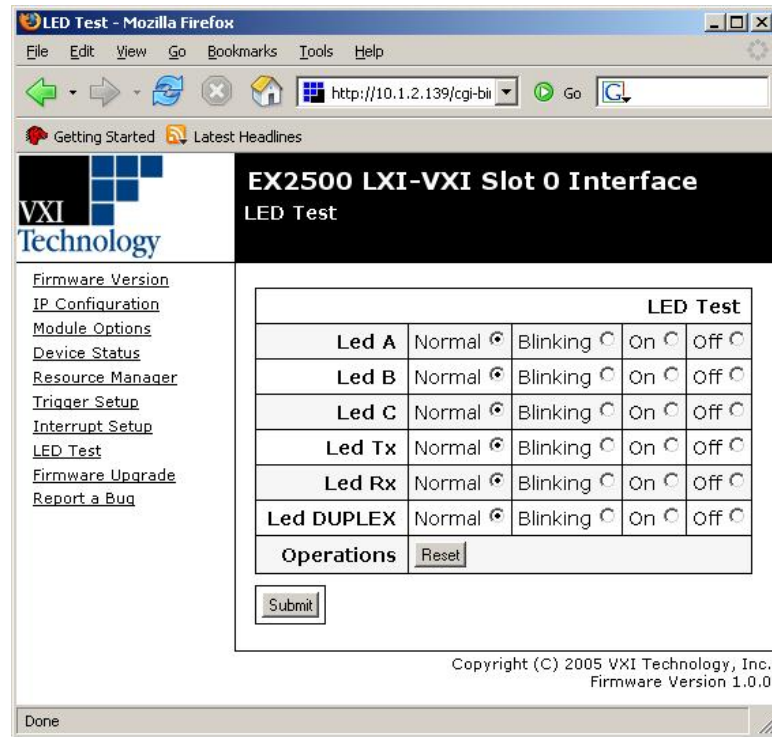 LED Test - Mozilla Firefox
File Edit View Go Bookmarks Tools Help
http://10.1.2.139/cgi-bin Go G
Getting Started Latest Headlines
VXI
Technology
EX2500 LXI-VXI Slot 0 Interface
LED Test
Firmware Version
IP Configuration
Module Options
Device Status
Resource Manager
Trigger Setup
Interrupt Setup
LED Test
Firmware Upgrade
Report a Bug
LED Test
Led A Normal Blinking On Off
Led B Normal Blinking On Off
Led C Normal Blinking On Off
Led Tx Normal Blinking On Off
Led Rx Normal Blinking On Off
Led DUPLEX Normal Blinking On Off
Operations Reset
Submit
Copyright (C) 2005 VXI Technology, Inc.
Firmware Version 1.0.0
Done